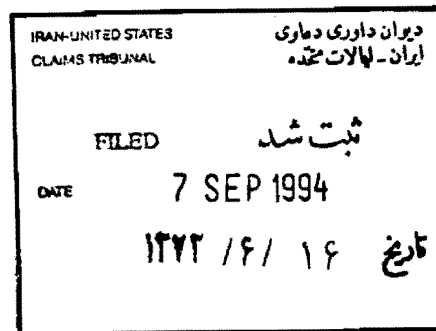 IRAN-UNITED STATES
CLAIMS TRIBUNAL
دیوان داوری دعاوی
ایران - ایالات متحده
FILED
ثبت شد
DATE
7 SEP 1994
تاریخ
۱۳۷۳ /۶/ ۱۶